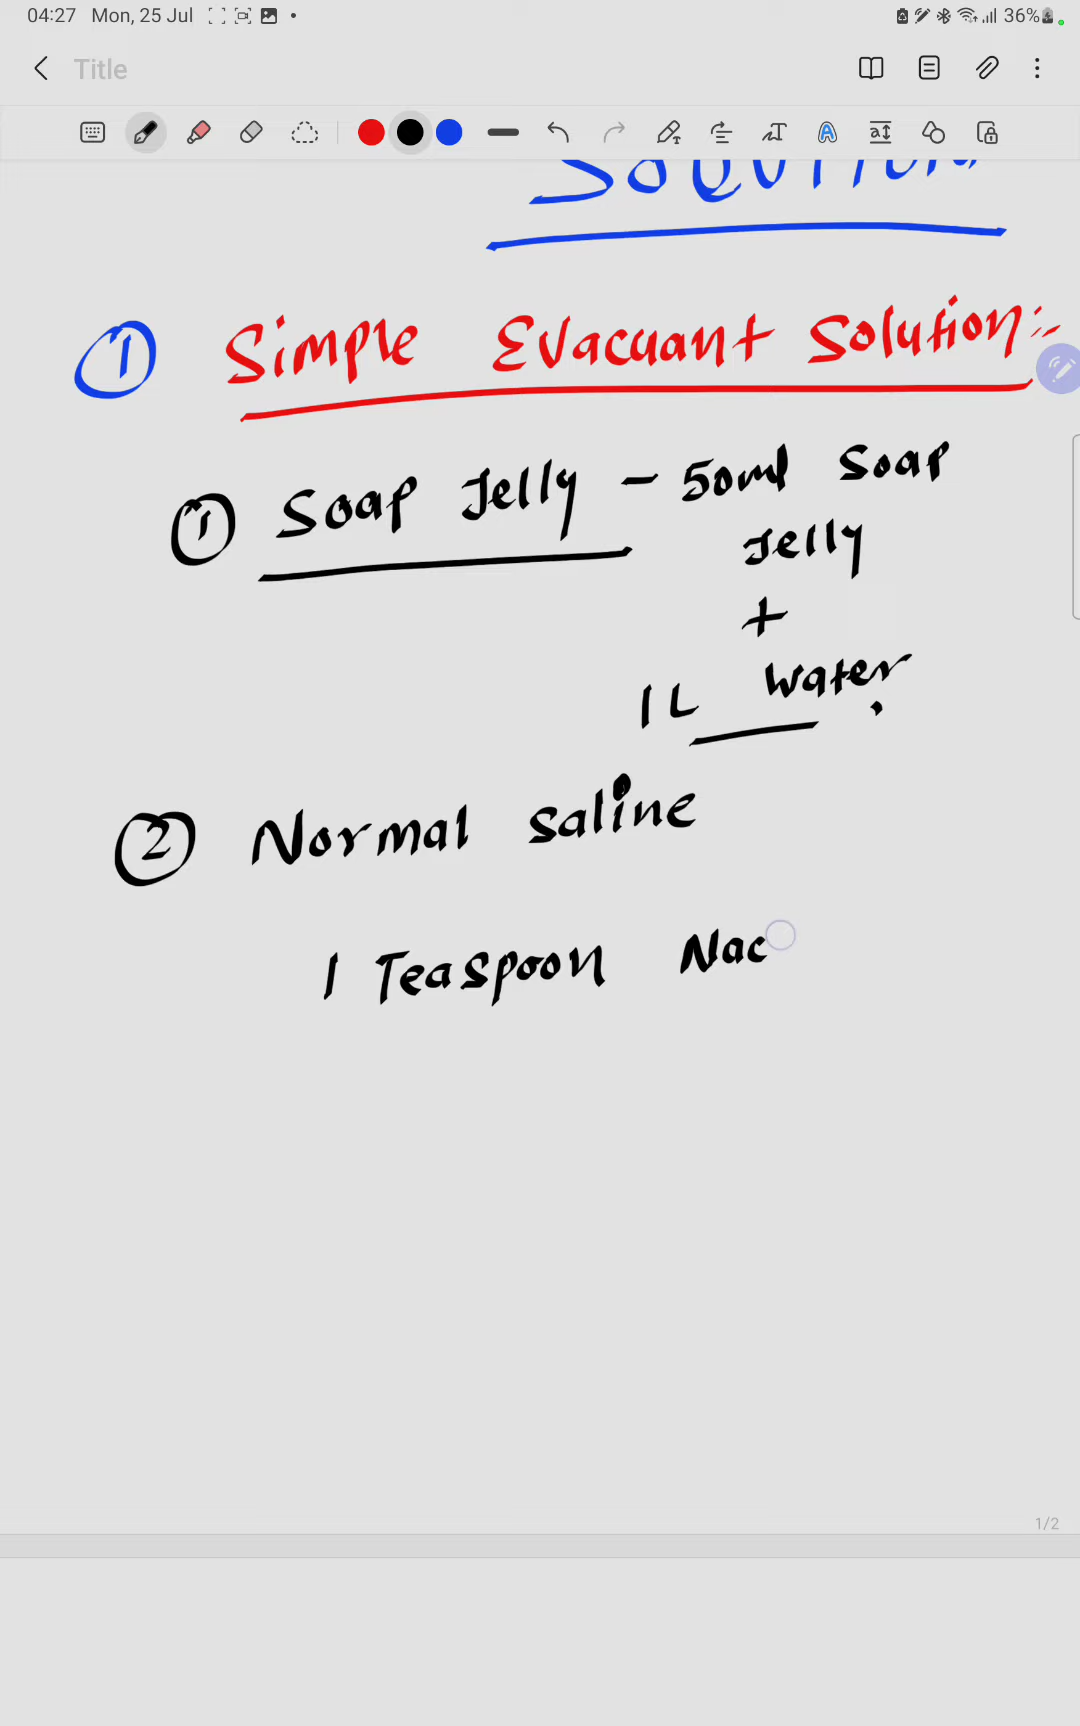 04:27 Mon, 25 Jul 36%
Title
① Simple Evacuant Solution:-
① Soap Jelly - 50ml Soap
Jelly
+
1L Water
② Normal saline
1 Teaspoon Nac
1/2